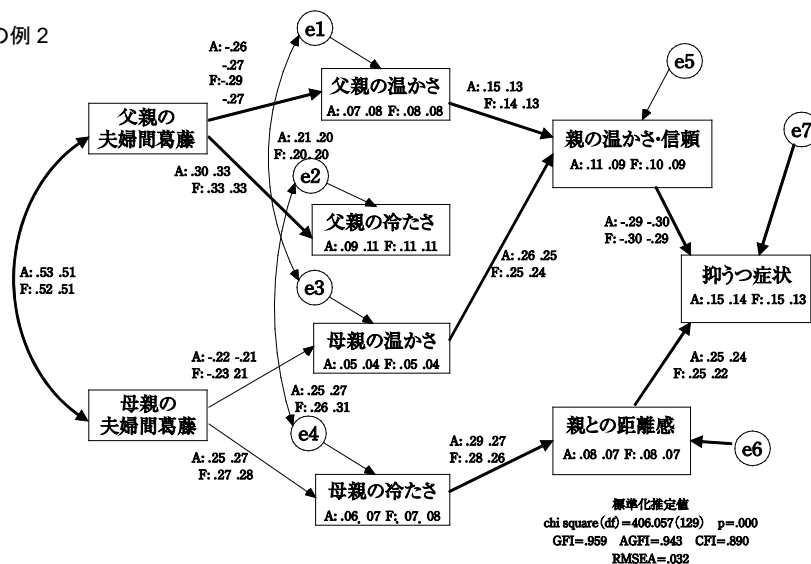 の例 2
e1
A: -.26
-.27
F:-.29
-.27
父親の温かさ
A: .07 .08 F: .08 .08
A: .15 .13
F: .14 .13
e5
e7
父親の
夫婦間葛藤
A: .21 .20
F: .20 .20
e2
親の温かさ･信頼
A: .11 .09 F: .10 .09
A: .30 .33
F: .33 .33
父親の冷たさ
A: .09 .11 F: .11 .11
A: -.29 -.30
F: -.30 -.29
A: .26 .25
F: .25 .24
A: .53 .51
F: .52 .51
e3
抑うつ症状
A: .15 .14 F: .15 .13
母親の温かさ
A: .05 .04 F: .05 .04
A: -.22 -.21
F: -.23 21
A: .25 .24
F: .25 .22
母親の
夫婦間葛藤
A: .25 .27
F: .26 .31
e4
親との距離感
A: .08 .07 F: .08 .07
e6
A: .29 .27
F: .28 .26
A: .25 .27
F: .27 .28
母親の冷たさ
A: .06, 07 F; 07, 08
標準化推定値
chi square(df)=406.057(129) p=.000
GFI=.959 AGFI=.943 CFI=.890
RMSEA=.032